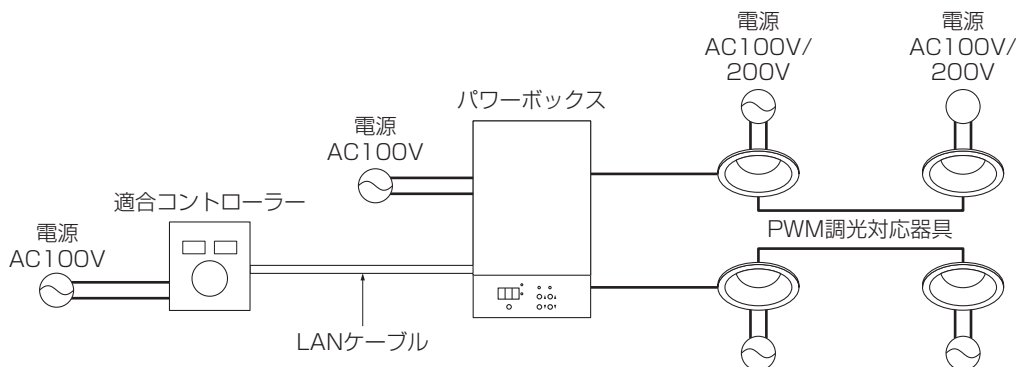 電源
AC100V/
200V
電源
AC100V/
200V
パワーボックス
電源
AC100V
適合コントローラー
電源
AC100V
PWM調光対応器具
LANケーブル